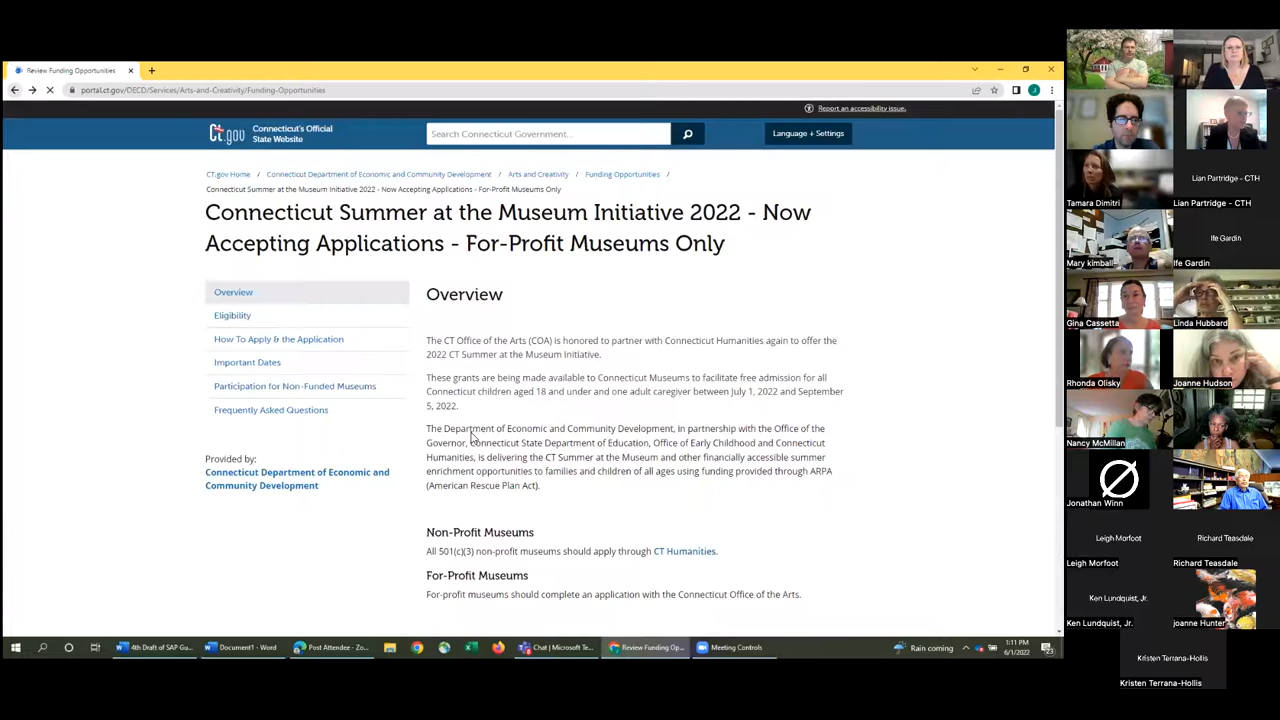 Review Funding Opportunities
portal.ct.gov/DECD/Services/Arts-and-Creativity/Funding-Opportunities
J
Report an accessibility issue.
Ct.gov
Connecticut's Official
State Website
Search Connecticut Government...
Language + Settings
CT.gov Home / Connecticut Department of Economic and Community Development / Arts and Creativity / Funding Opportunities /
Connecticut Summer at the Museum Initiative 2022 - Now Accepting Applications - For-Profit Museums Only
Connecticut Summer at the Museum Initiative 2022 - Now
Accepting Applications - For-Profit Museums Only
Overview
Eligibility
How To Apply & the Application
Important Dates
Participation for Non-Funded Museums
Frequently Asked Questions
Provided by:
Connecticut Department of Economic and
Community Development
Overview
The CT Office of the Arts (COA) is honored to partner with Connecticut Humanities again to offer the
2022 CT Summer at the Museum Initiative.
These grants are being made available to Connecticut Museums to facilitate free admission for all
Connecticut children aged 18 and under and one adult caregiver between July 1, 2022 and September
5, 2022.
The Department of Economic and Community Development, in partnership with the Office of the
Governor, Connecticut State Department of Education, Office of Early Childhood and Connecticut
Humanities, is delivering the CT Summer at the Museum and other financially accessible summer
enrichment opportunities to families and children of all ages using funding provided through ARPA
(American Rescue Plan Act).
Non-Profit Museums
All 501(c)(3) non-profit museums should apply through CT Humanities.
For-Profit Museums
For-profit museums should complete an application with the Connecticut Office of the Arts.
4th Draft of SAP Gu...
Document1 - Word
Post Attendee - Zo...
Chat | Microsoft Te...
Review Funding Op...
Meeting Controls
Rain coming
1:11 PM
6/1/2022
23
Lian Partridge - CTH
Tamara Dimitri
Lian Partridge - CTH
Ife Gardin
Mary kimball
Ife Gardin
Gina Cassetta
Linda Hubbard
Rhonda Olisky
Joanne Hudson
Nancy McMillan
Jonathan Winn
Leigh Morfoot
Richard Teasdale
Leigh Morfoot
Richard Teasdale
Ken Lundquist, Jr.
Ken Lundquist, Jr.
joanne Hunter
Kristen Terrana-Hollis
Kristen Terrana-Hollis